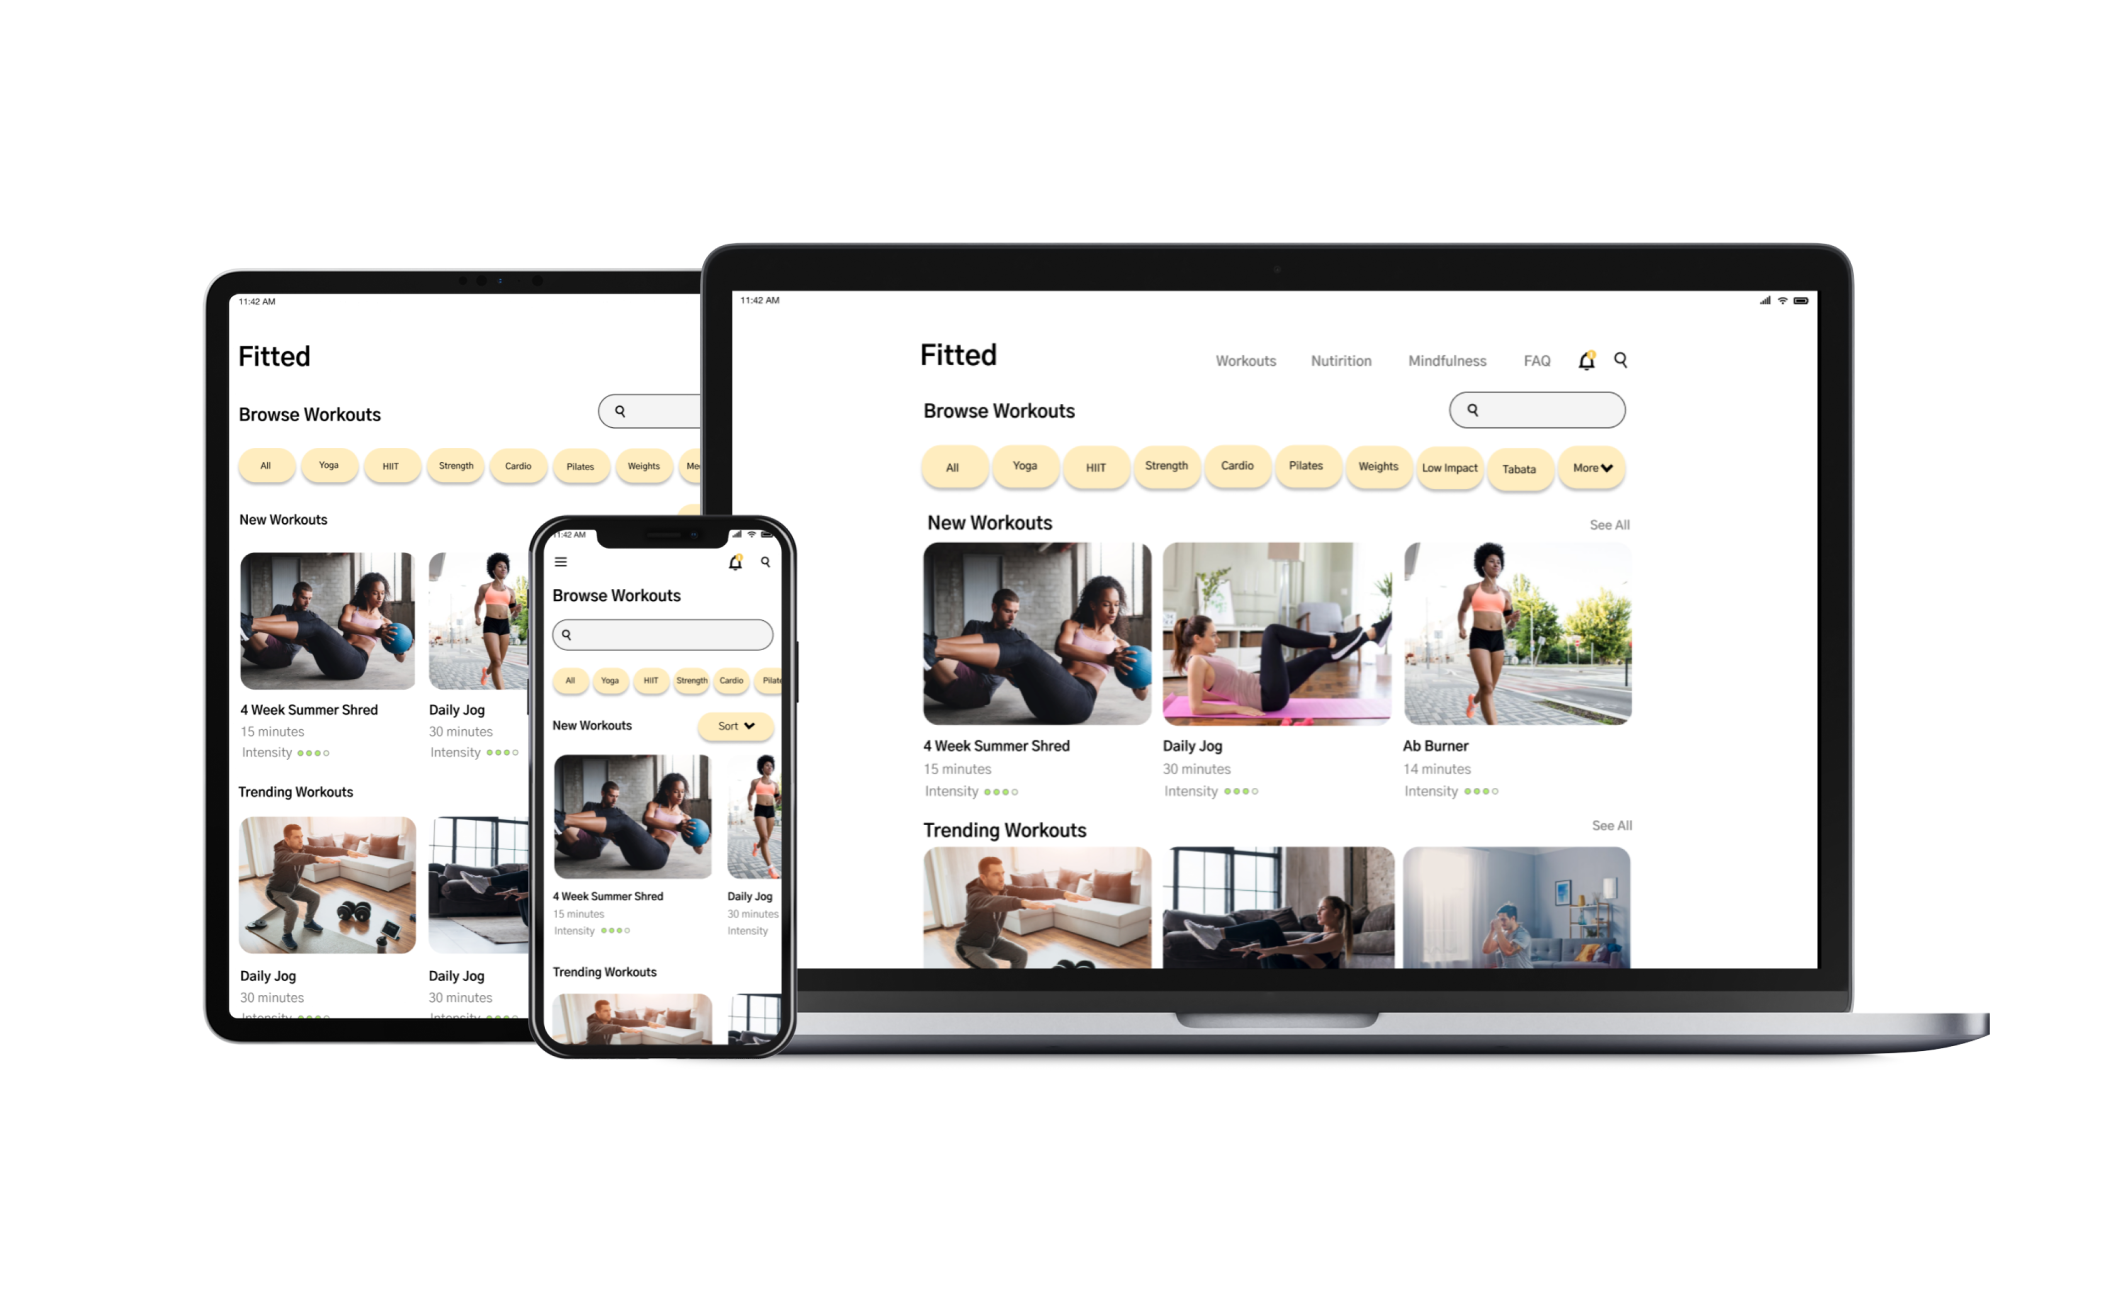 11:42 AM
Fitted
Browse Workouts
All Yoga HIIT Strength Cardio Pilates Weights
New Workouts
4 Week Summer Shred Daily Jog
15 minutes 30 minutes
Intensity Intensity
Trending Workouts
Daily Jog Daily Jog
30 minutes 30 minutes
Intensity Intensity
11:42 AM
Browse Workouts
All Yoga HIIT Strength Cardio
New Workouts Sort
4 Week Summer Shred Daily Jog
15 minutes 30 minutes
Intensity Intensity
Trending Workouts
11:42 AM
Fitted Workouts Nutirition Mindfulness FAQ
Browse Workouts
All Yoga HIIT Strength Cardio Pilates Weights Low Impact Tabata More
New Workouts See All
4 Week Summer Shred Daily Jog Ab Burner
15 minutes 30 minutes 14 minutes
Intensity Intensity Intensity
Trending Workouts See All